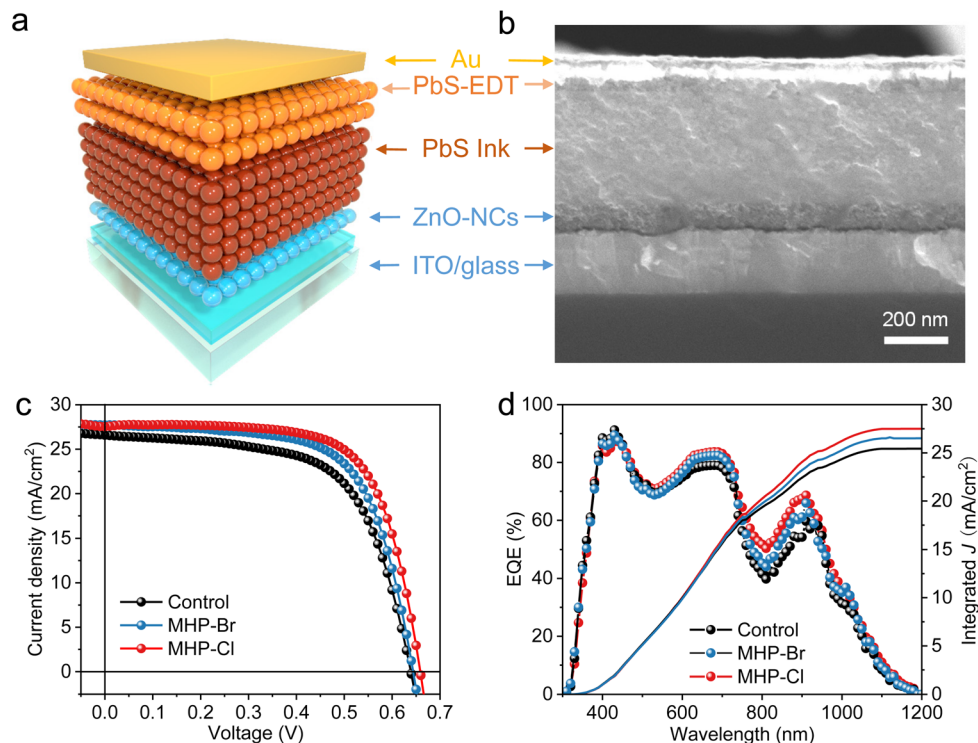 a
b
Au
PbS-EDT
PbS Ink
ZnO-NCs
ITO/glass
200 nm
c
30
25
20
15
10
5
0
Current density (mA/cm²)
Control
MHP-Br
MHP-Cl
0.0 0.1 0.2 0.3 0.4 0.5 0.6 0.7
Voltage (V)
d
100
80
60
40
20
0
EQE (%)
Control
MHP-Br
MHP-Cl
30
25
20
15
10
5
0
Integrated J (mA/cm²)
400 600 800 1000 1200
Wavelength (nm)